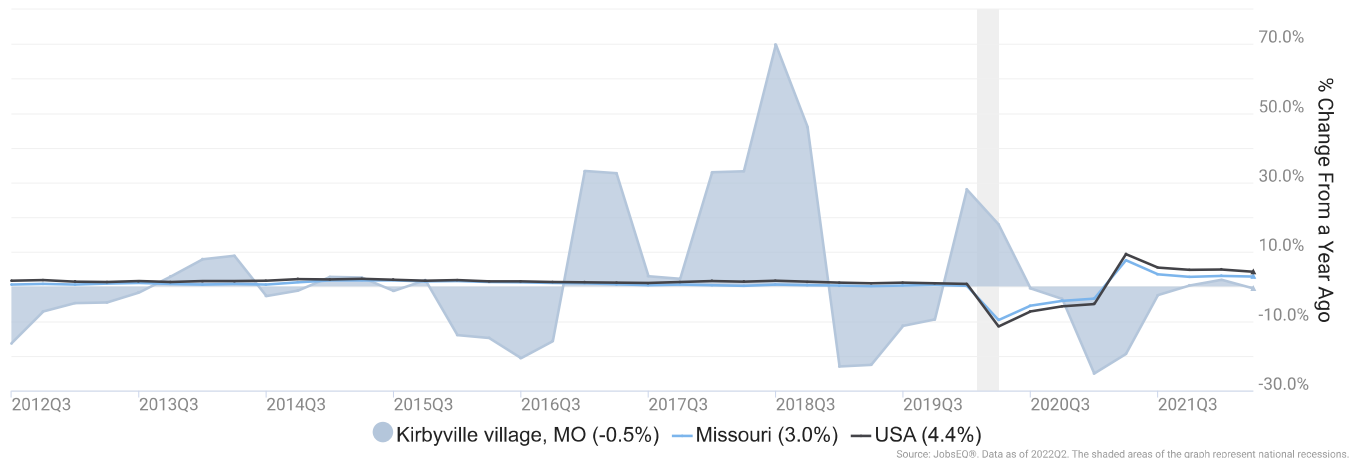 70.0%
50.0%
30.0%
10.0%
-10.0%
-30.0%
% Change From a Year Ago
2012Q3 2013Q3 2014Q3 2015Q3 2016Q3 2017Q3 2018Q3 2019Q3 2020Q3 2021Q3
Kirbyville village, MO (-0.5%) Missouri (3.0%) USA (4.4%)
Source: JobsEQ®. Data as of 2022Q2. The shaded areas of the graph represent national recessions.